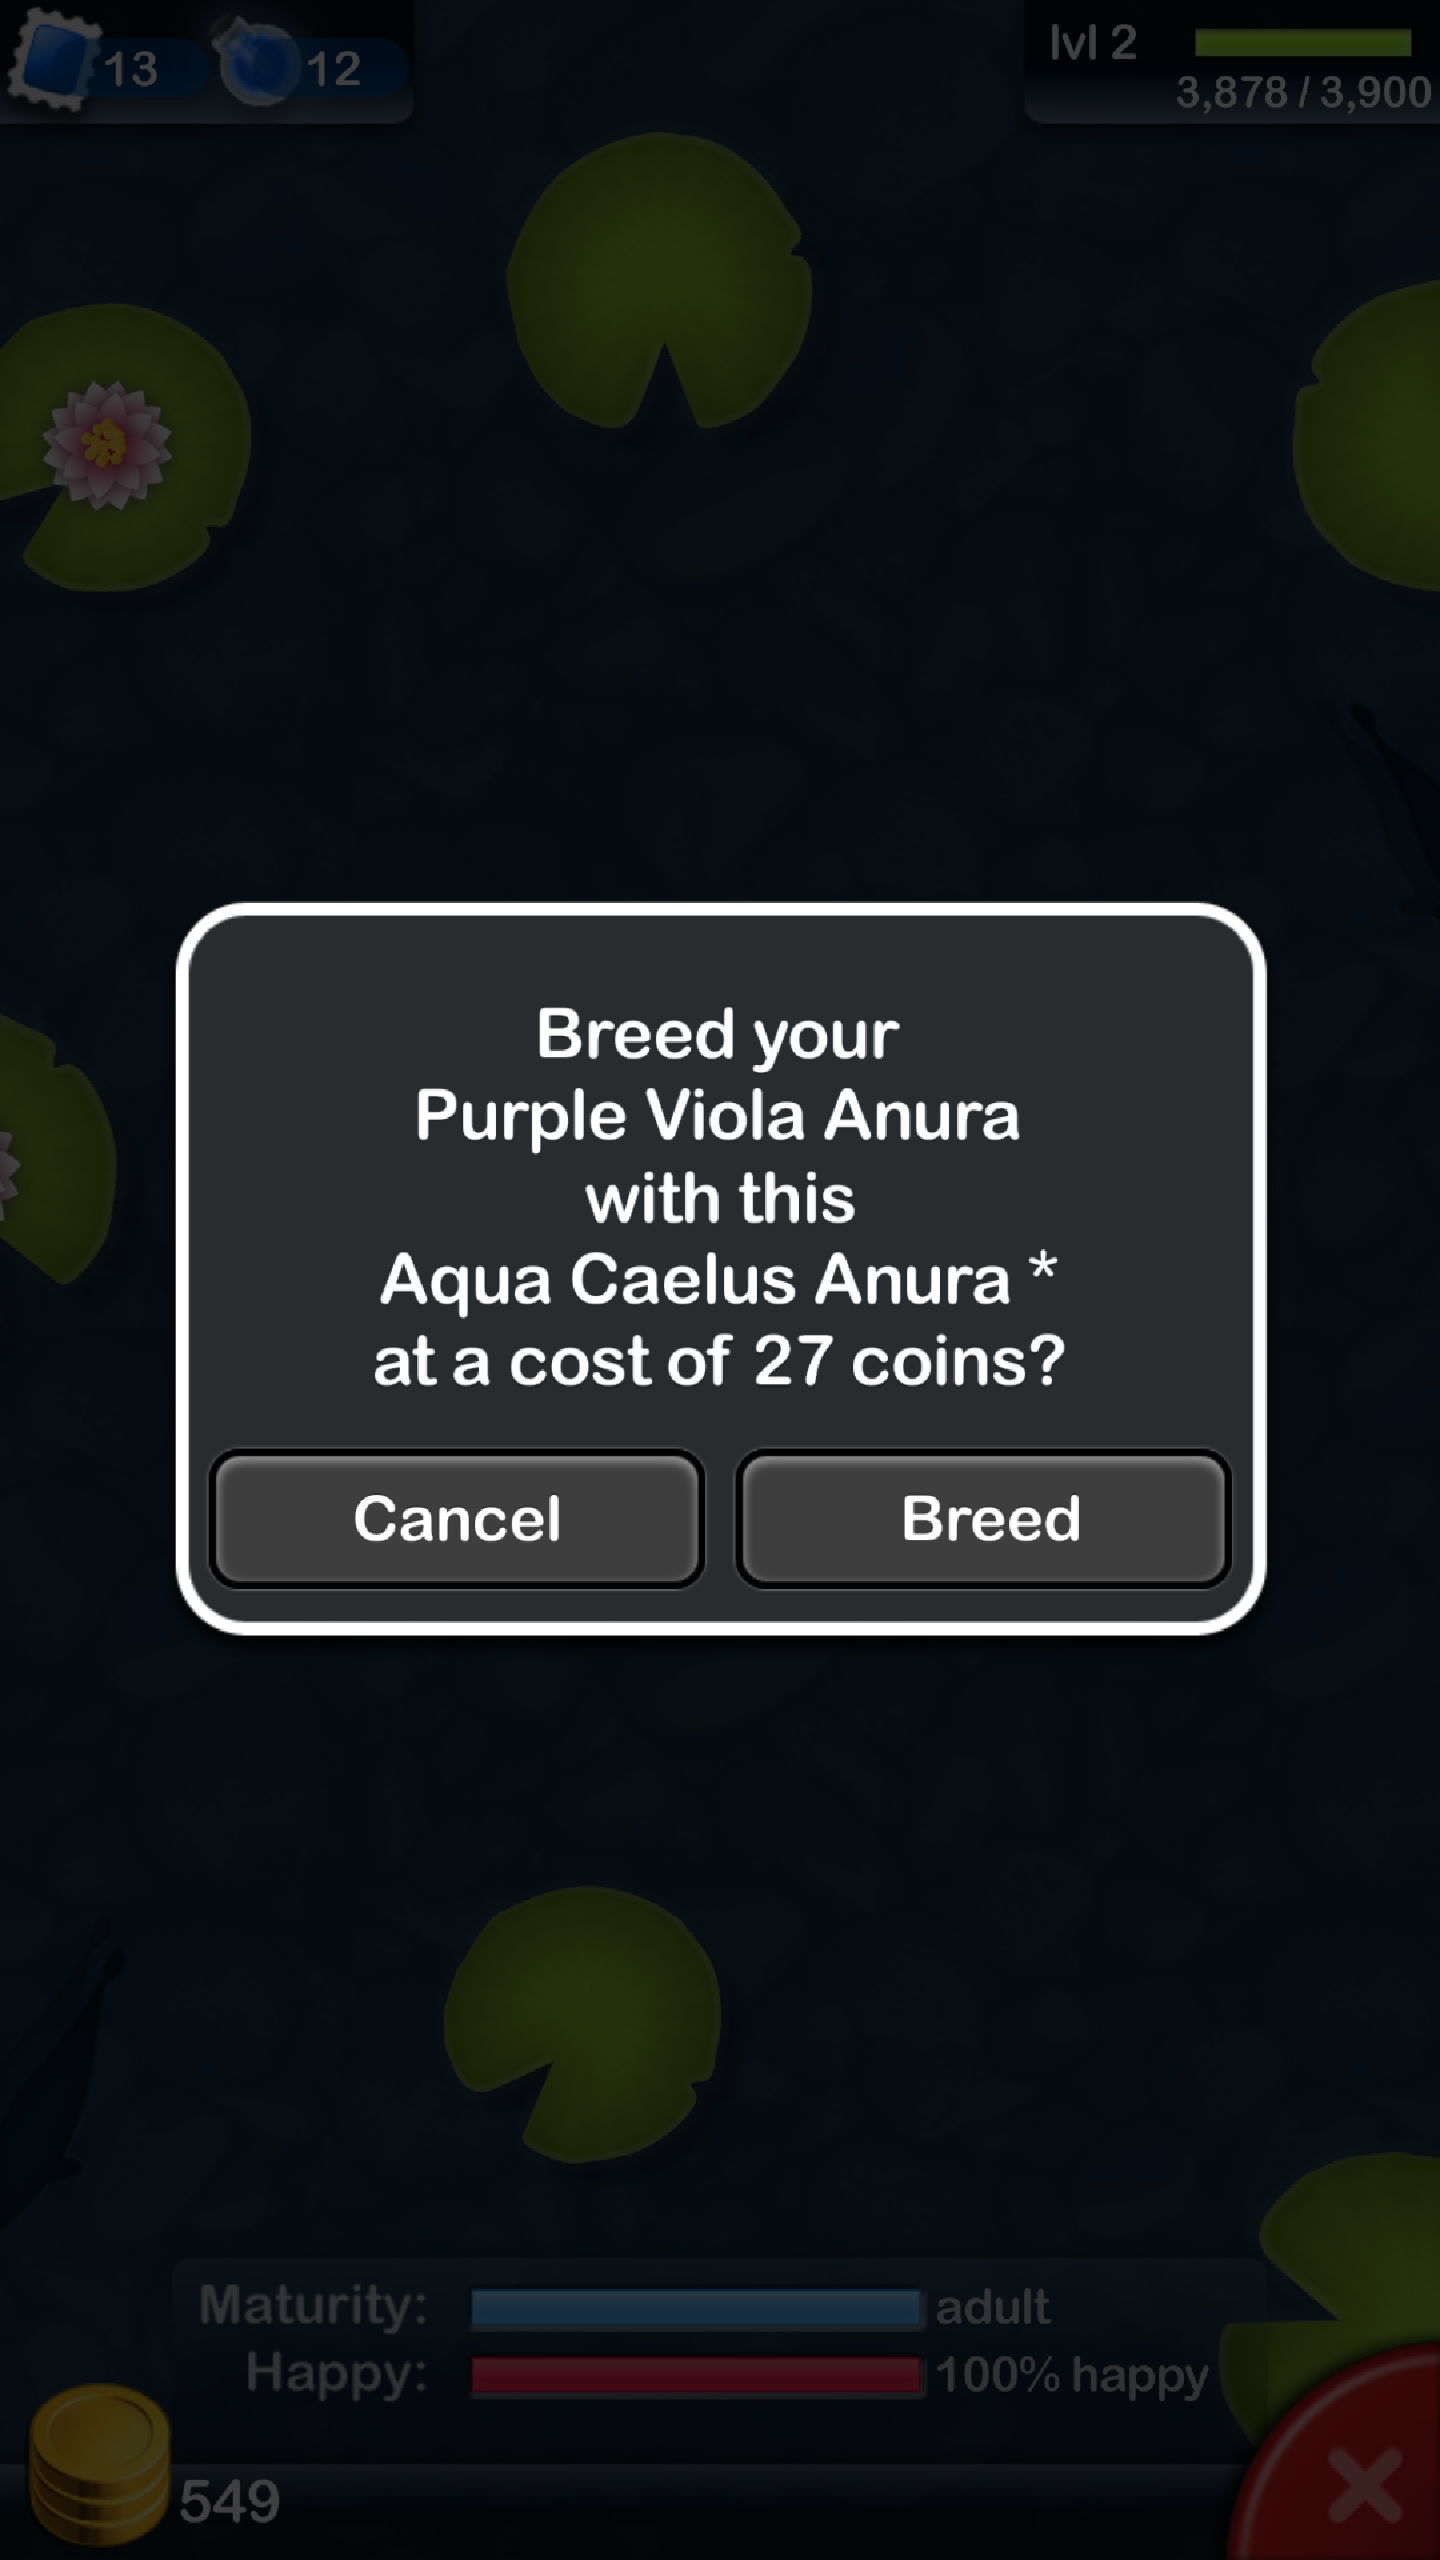 13
12
lvl 2
3,878 / 3,900
Breed your
Purple Viola Anura
with this
Aqua Caelus Anura *
at a cost of 27 coins?
Cancel
Breed
Maturity:
adult
Happy:
100% happy
549